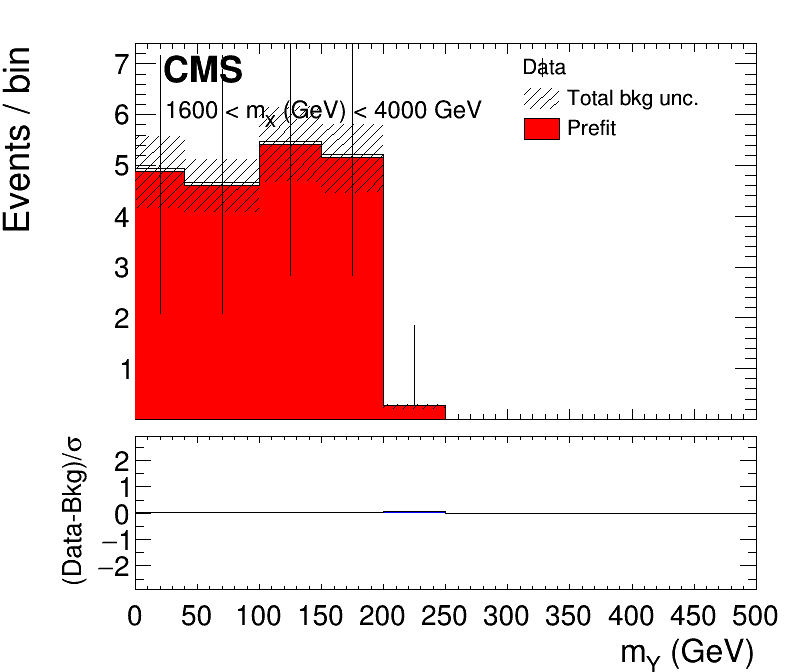 Events / bin
CMS
1600 < mX (GeV) < 4000 GeV
Data
Total bkg unc.
Prefit
7
6
5
4
3
2
1
(Data-Bkg)/σ
2
1
0
−1
−2
0 50 100 150 200 250 300 350 400 450 500
mY (GeV)